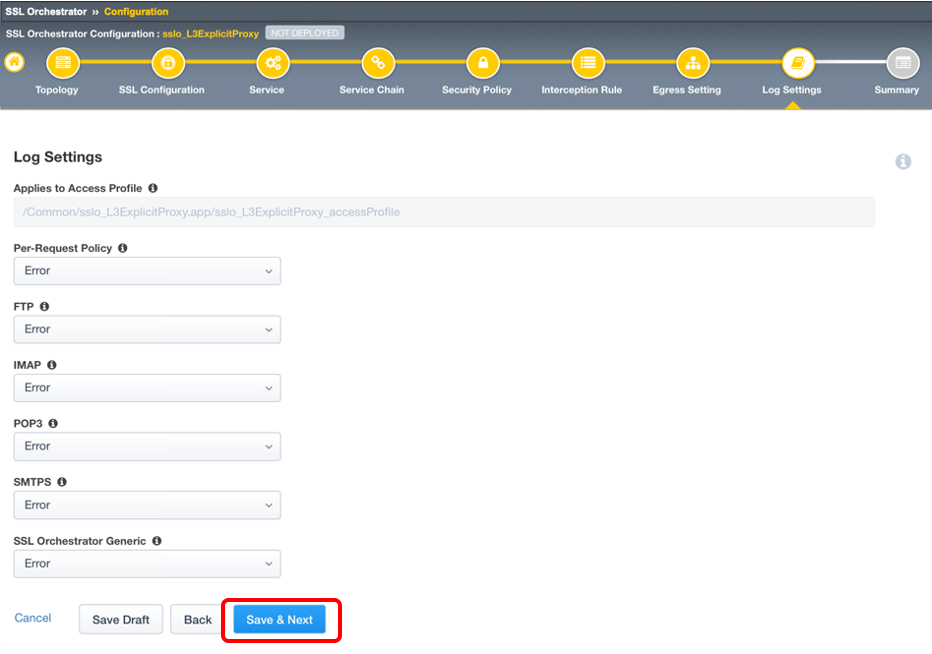 SSL Orchestrator ›› Configuration
SSL Orchestrator Configuration : sslo_L3ExplicitProxy NOT DEPLOYED
Topology SSL Configuration Service Service Chain Security Policy Interception Rule Egress Setting Log Settings Summary
Log Settings
Applies to Access Profile
/Common/sslo_L3ExplicitProxy.app/sslo_L3ExplicitProxy_accessProfile
Per-Request Policy
Error
FTP
Error
IMAP
Error
POP3
Error
SMTPS
Error
SSL Orchestrator Generic
Error
Cancel Save Draft Back Save & Next